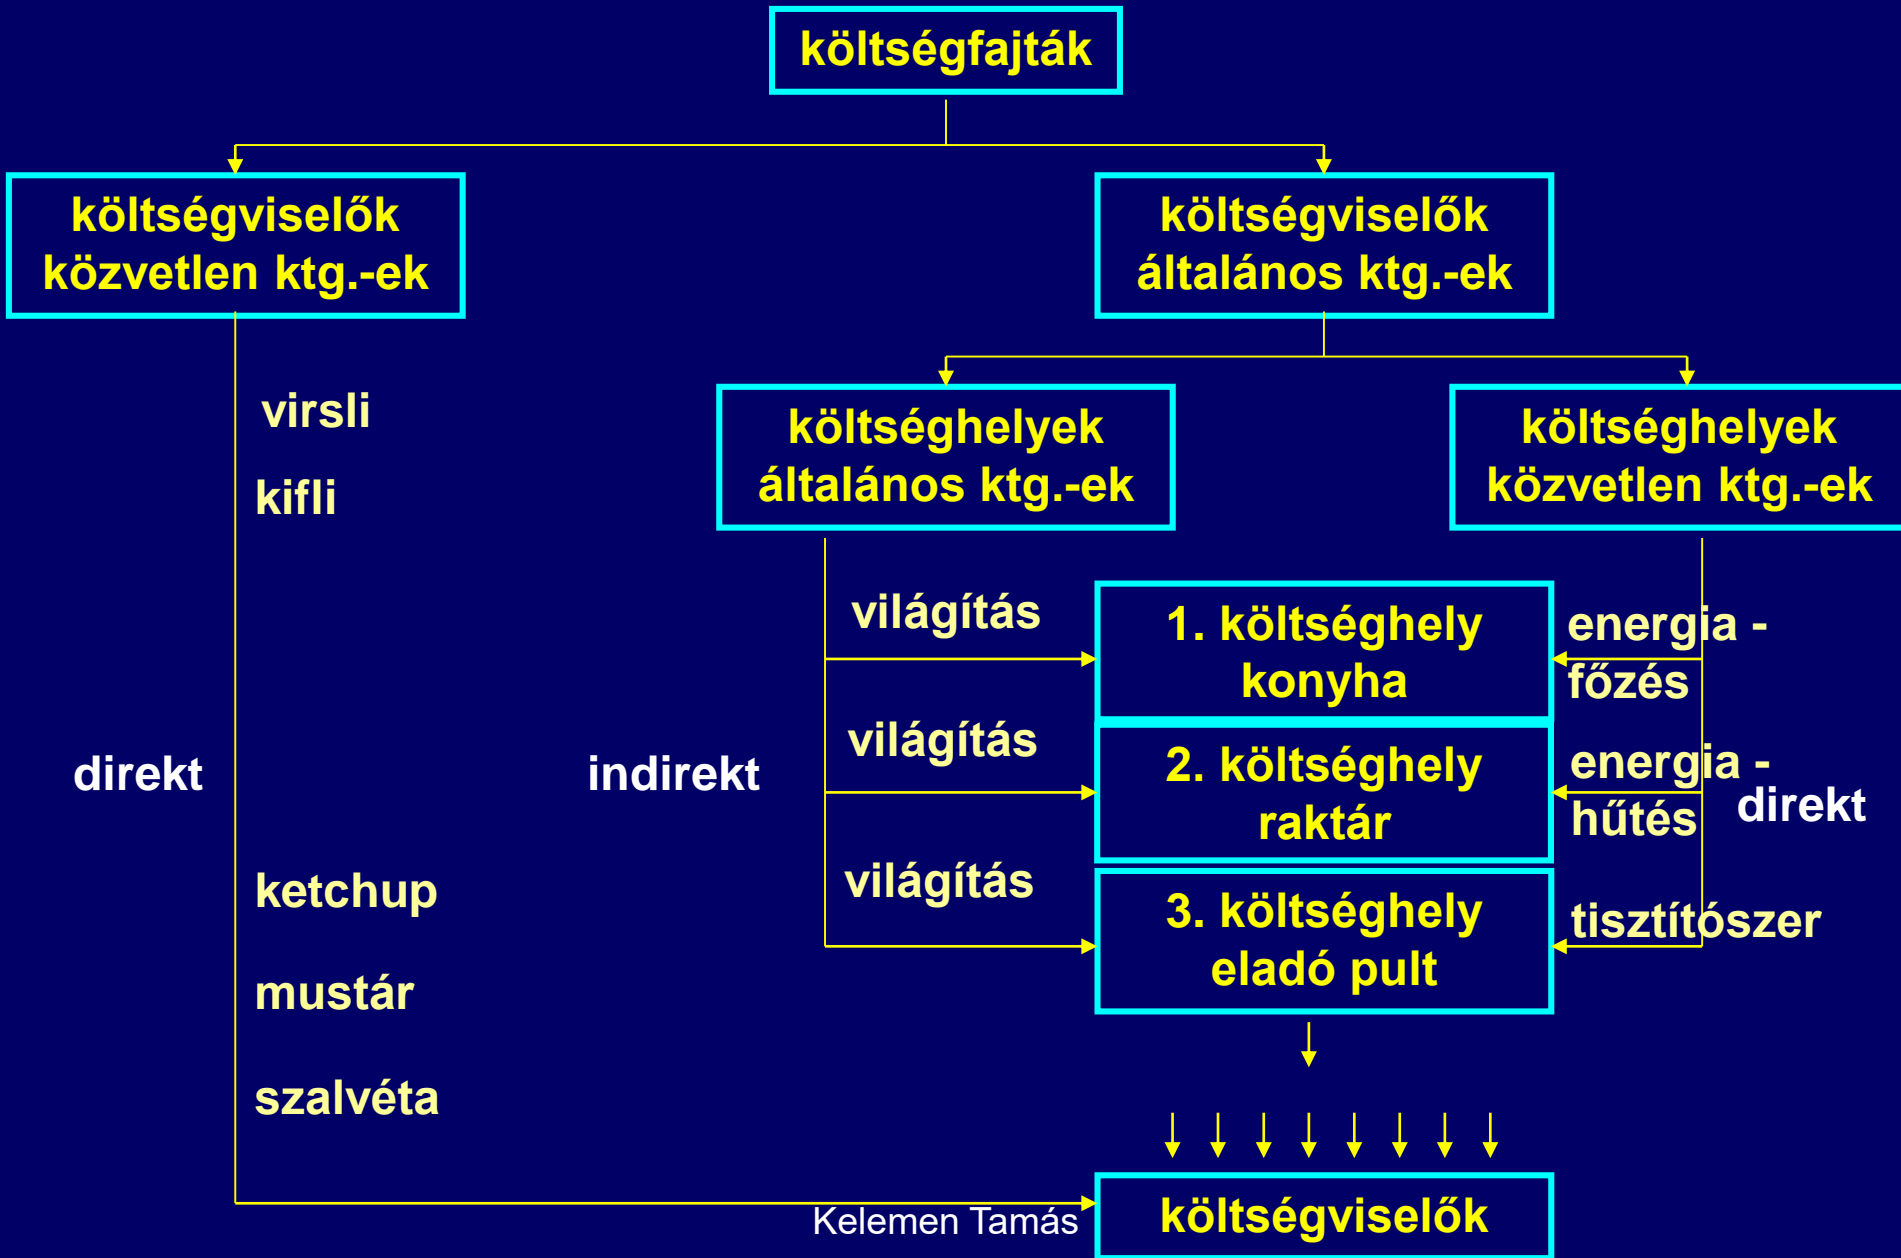 költségfajták
költségviselők
közvetlen ktg.-ek
költségviselők
általános ktg.-ek
virsli
kifli
költséghelyek
általános ktg.-ek
költséghelyek
közvetlen ktg.-ek
világítás
1. költséghely
konyha
energia -
főzés
világítás
2. költséghely
raktár
energia -
hűtés
direkt
indirekt
direkt
ketchup
világítás
3. költséghely
eladó pult
tisztítószer
mustár
szalvéta
költségviselők
Kelemen Tamás